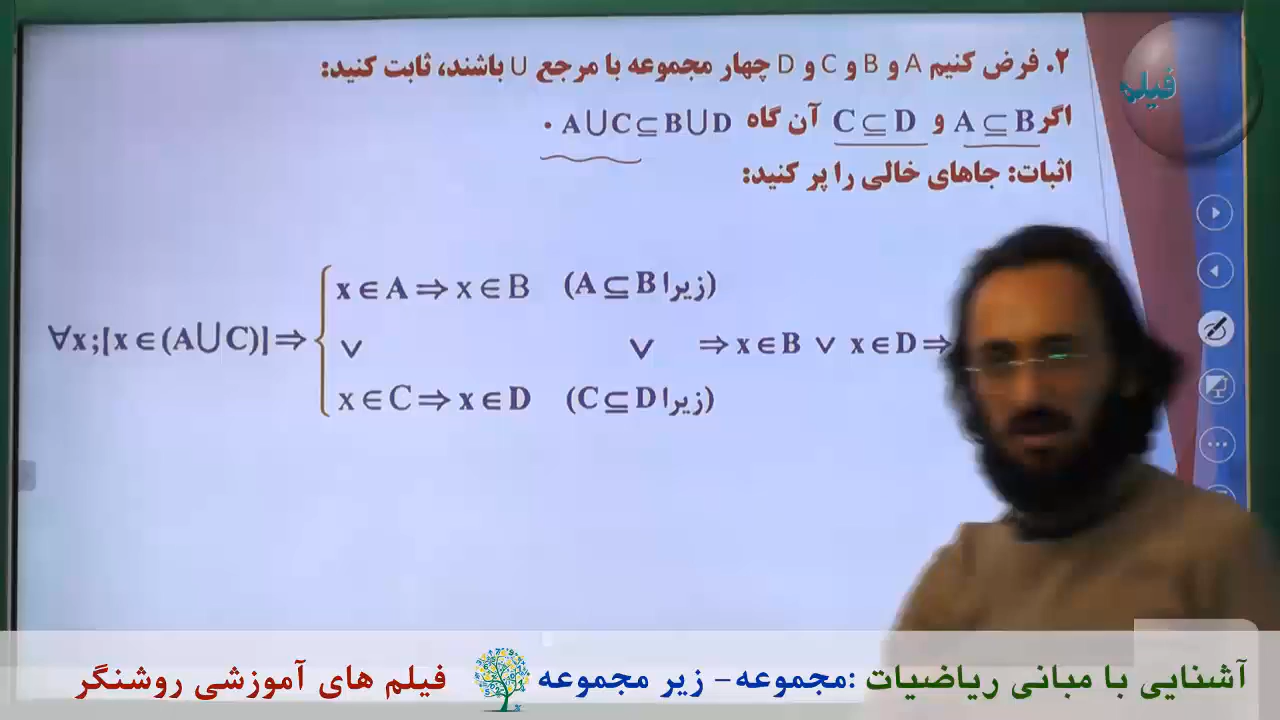 فیلم
۲. فرض کنیم A و B و C و D چهار مجموعه با مرجع U باشند، ثابت کنید:
اگر A ⊆ B و C ⊆ D آن گاه A∪C ⊆ B∪D .
اثبات: جاهای خالی را پر کنید:
x ∈ A ⇒ x ∈ B (زیرا A ⊆ B)
∀x ; [x ∈ (A∪C)] ⇒ { ∨ ∨ ⇒ x ∈ B ∨ x ∈ D ⇒
x ∈ C ⇒ x ∈ D (زیرا C ⊆ D)
آشنایی با مبانی ریاضیات :مجموعه- زیر مجموعه فیلم های آموزشی روشنگر